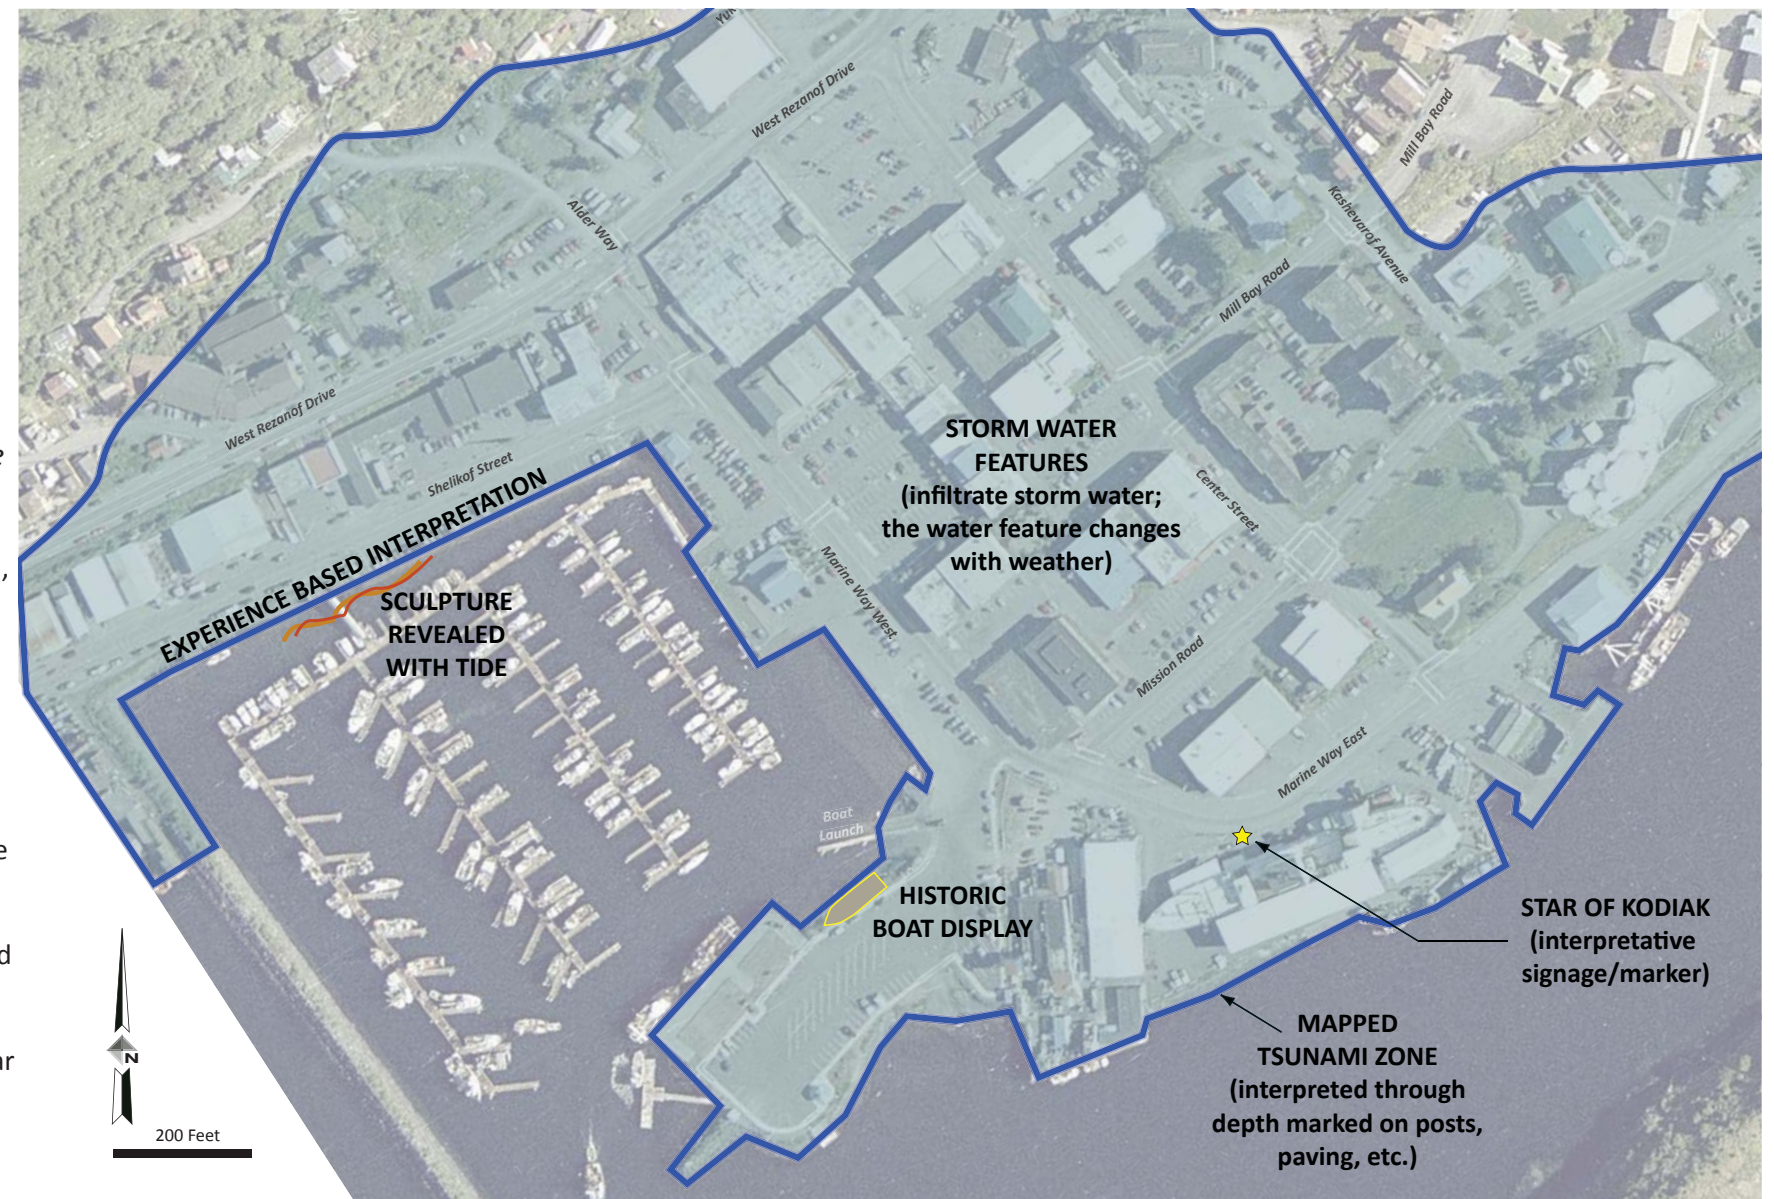 West Rezanof Drive
Mill Bay Road
Alder Way
Kashevarof Avenue
Mill Bay Road
West Rezanof Drive
Shelikof Street
EXPERIENCE BASED INTERPRETATION
SCULPTURE
REVEALED
WITH TIDE
STORM WATER
FEATURES
(infiltrate storm water;
the water feature changes
with weather)
Center Street
Marine Way West
Mission Road
Marine Way East
Boat
Launch
HISTORIC
BOAT DISPLAY
STAR OF KODIAK
(interpretative
signage/marker)
MAPPED
TSUNAMI ZONE
(interpreted through
depth marked on posts,
paving, etc.)
N
200 Feet